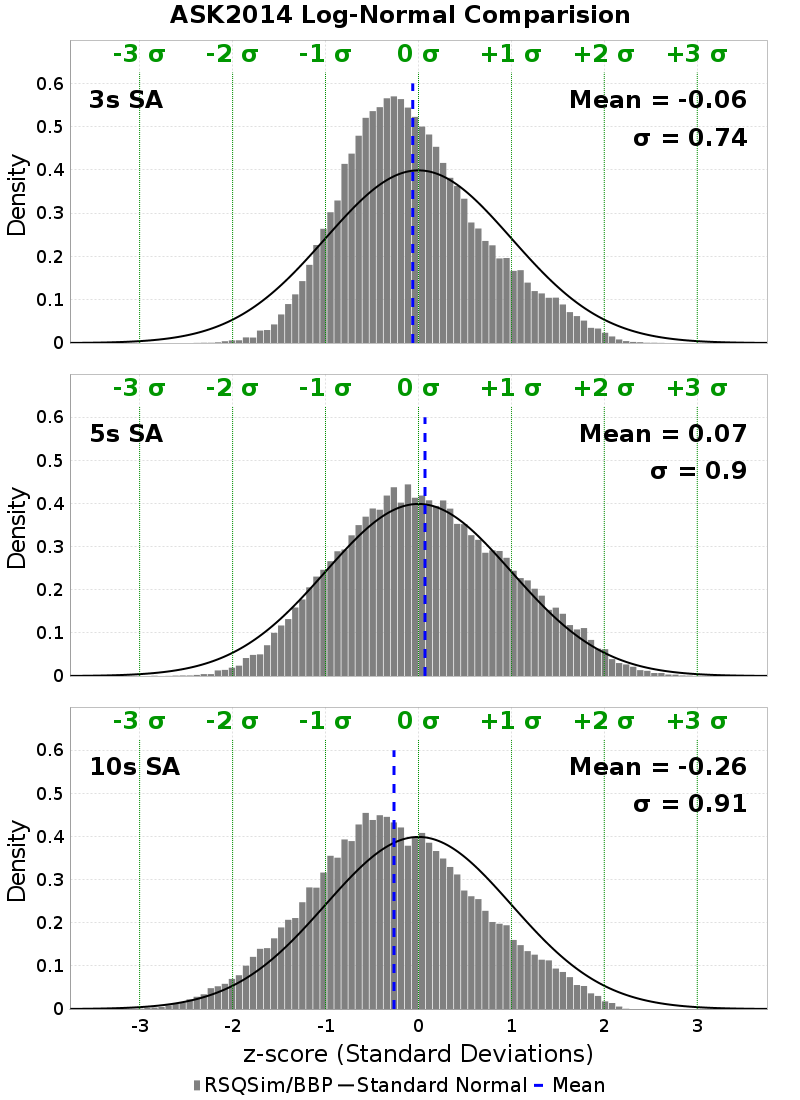 ASK2014 Log-Normal Comparision
-3 σ -2 σ -1 σ 0 σ +1 σ +2 σ +3 σ
0.6
3s SA Mean = -0.06
0.5
σ = 0.74
0.4
0.3
0.2
0.1
0
Density
-3 σ -2 σ -1 σ 0 σ +1 σ +2 σ +3 σ
0.6
5s SA Mean = 0.07
0.5
σ = 0.9
0.4
0.3
0.2
0.1
0
Density
-3 σ -2 σ -1 σ 0 σ +1 σ +2 σ +3 σ
0.6
10s SA Mean = -0.26
0.5
σ = 0.91
0.4
0.3
0.2
0.1
0
Density
-3 -2 -1 0 1 2 3
z-score (Standard Deviations)
RSQSim/BBP Standard Normal Mean